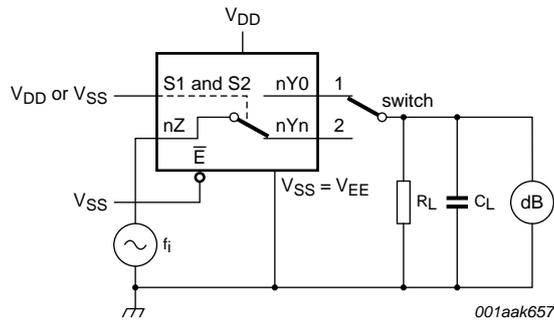 VDD
VDD or VSS
S1 and S2
nY0
1
switch
nZ
nYn
2
E
VSS
VSS = VEE
fi
RL
CL
dB
001aak657